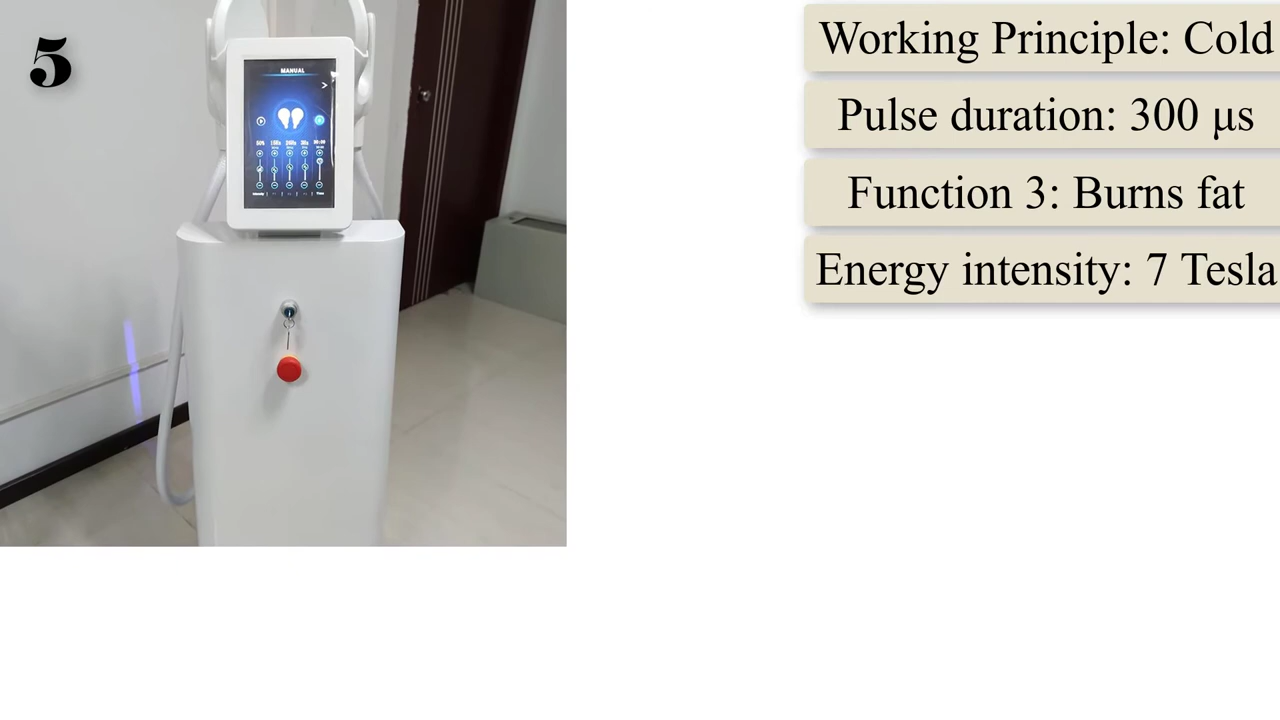 5
MANUAL
Working Principle: Cold
Pulse duration: 300 μs
Function 3: Burns fat
Energy intensity: 7 Tesla